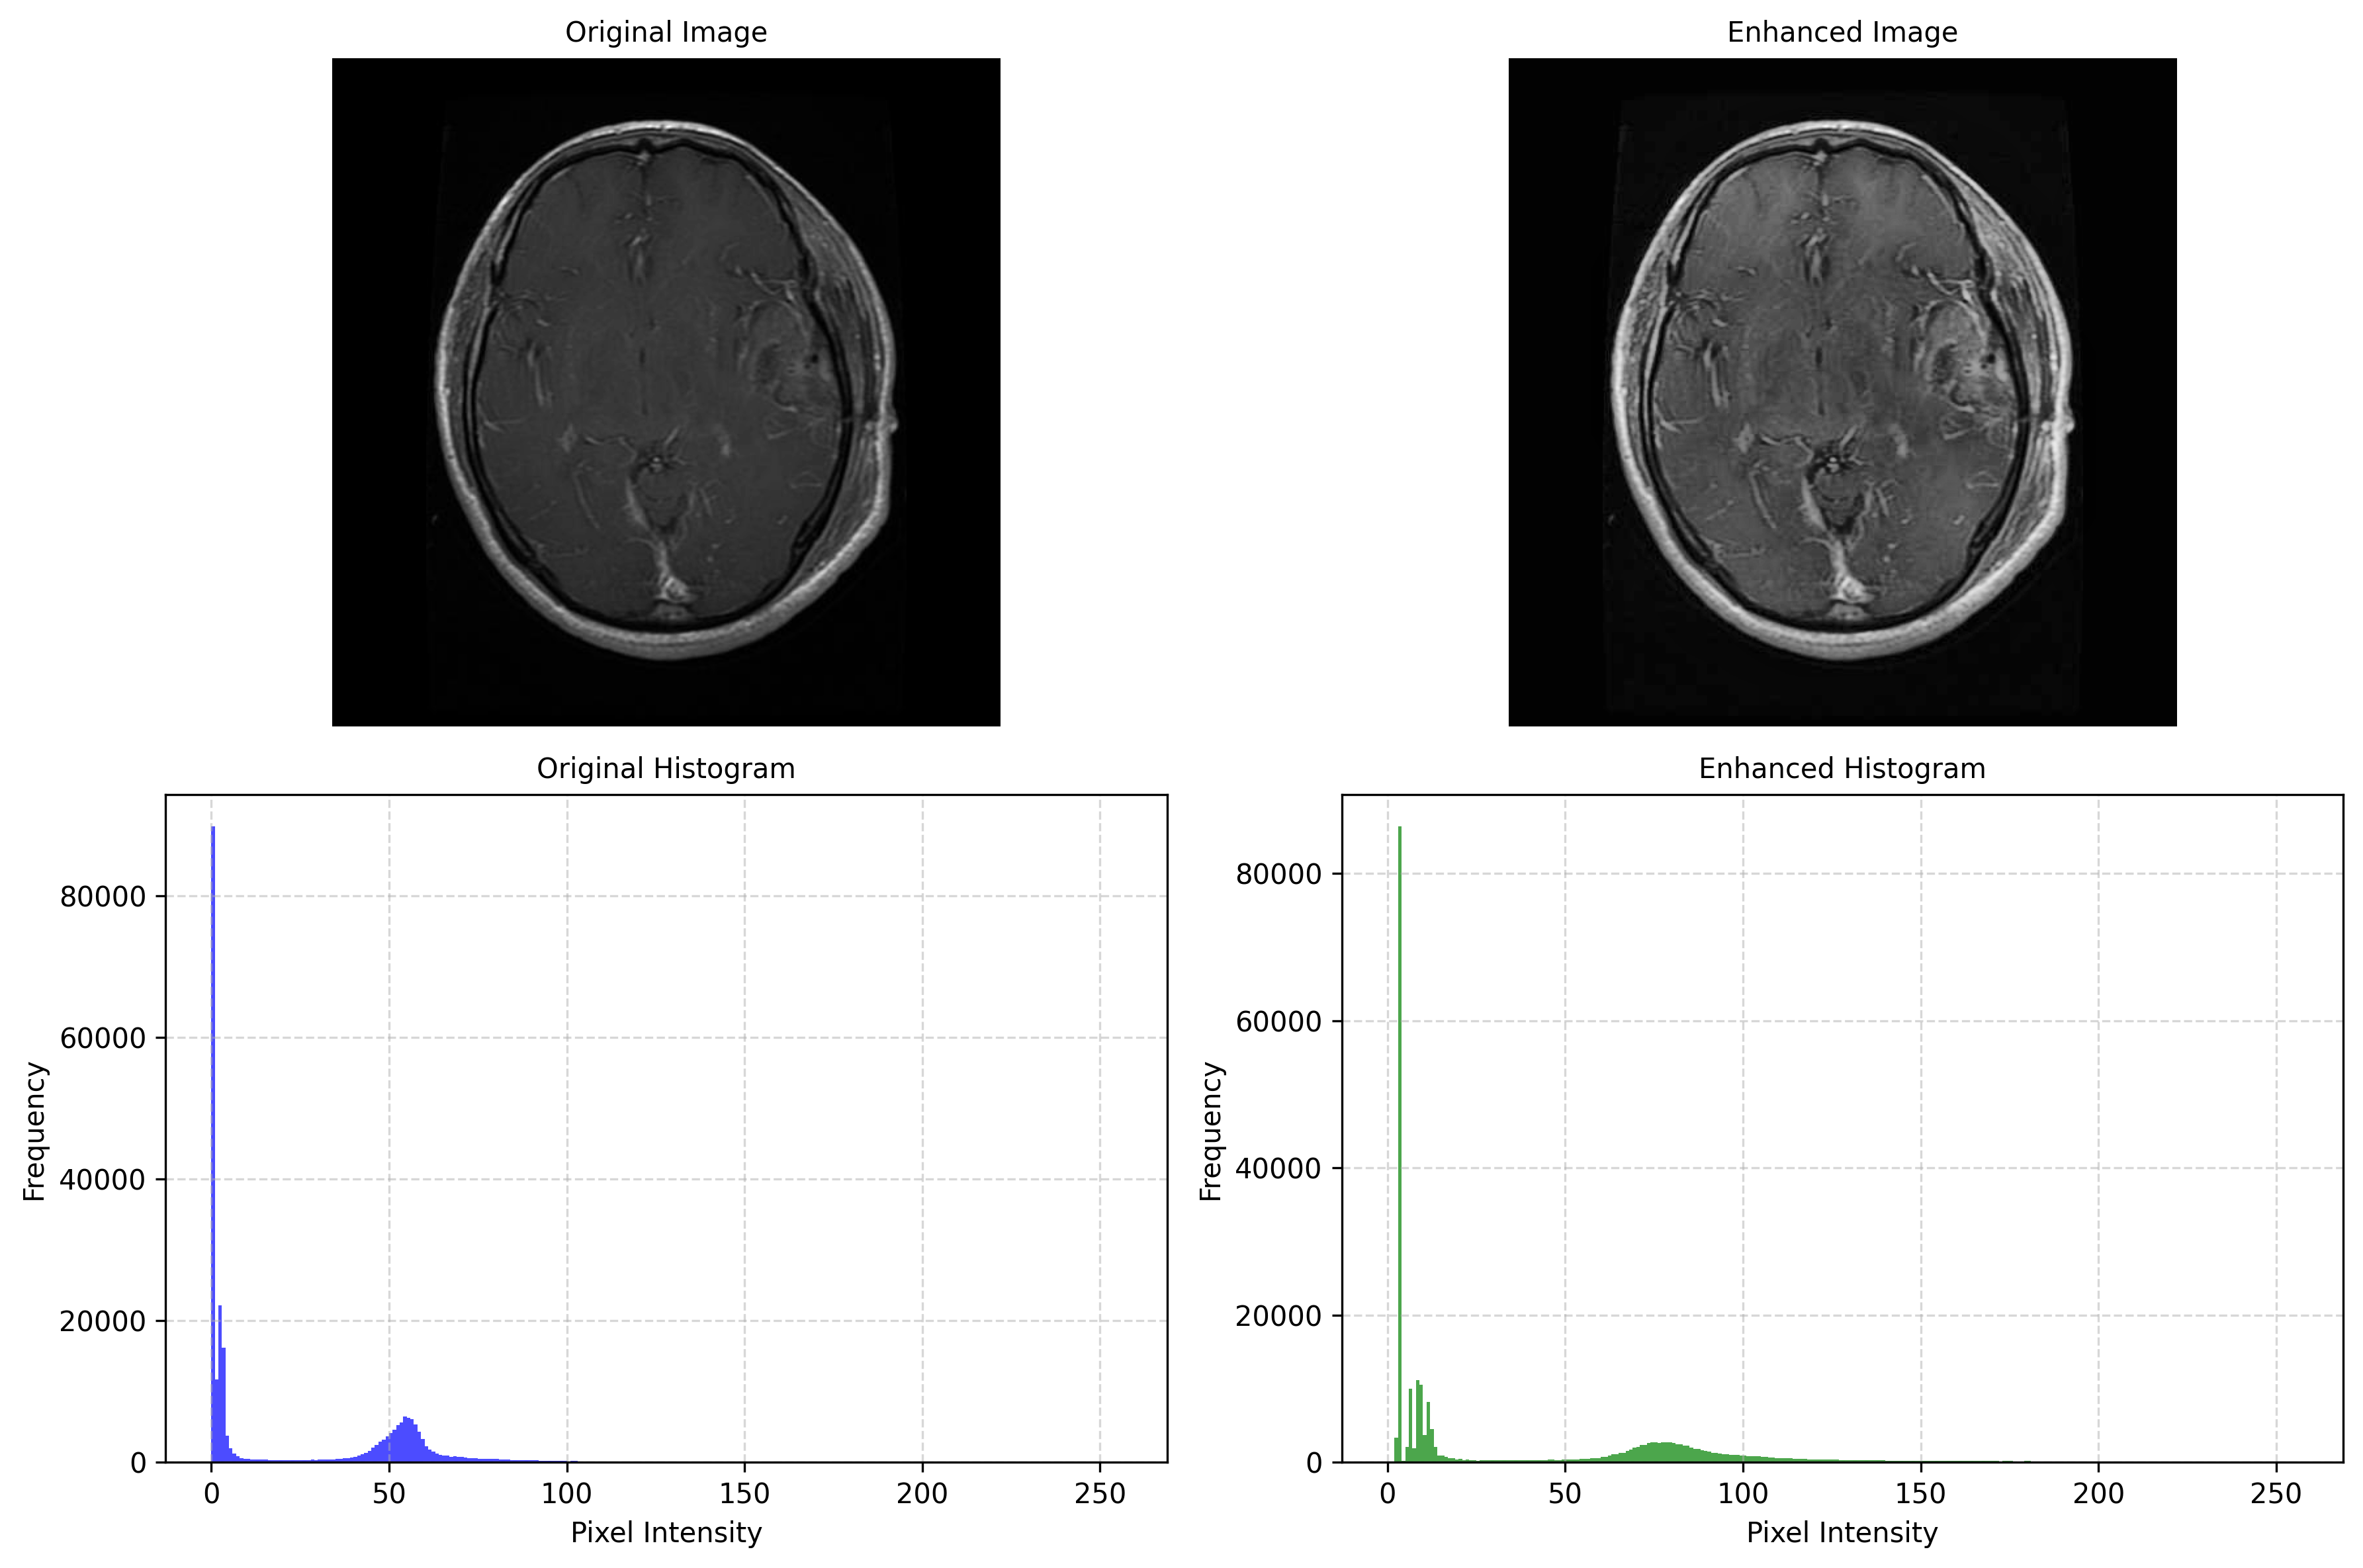 Original Image
Enhanced Image
Original Histogram
Enhanced Histogram
80000
60000
40000
20000
0
Frequency
0 50 100 150 200 250
Pixel Intensity
80000
60000
40000
20000
0
Frequency
0 50 100 150 200 250
Pixel Intensity